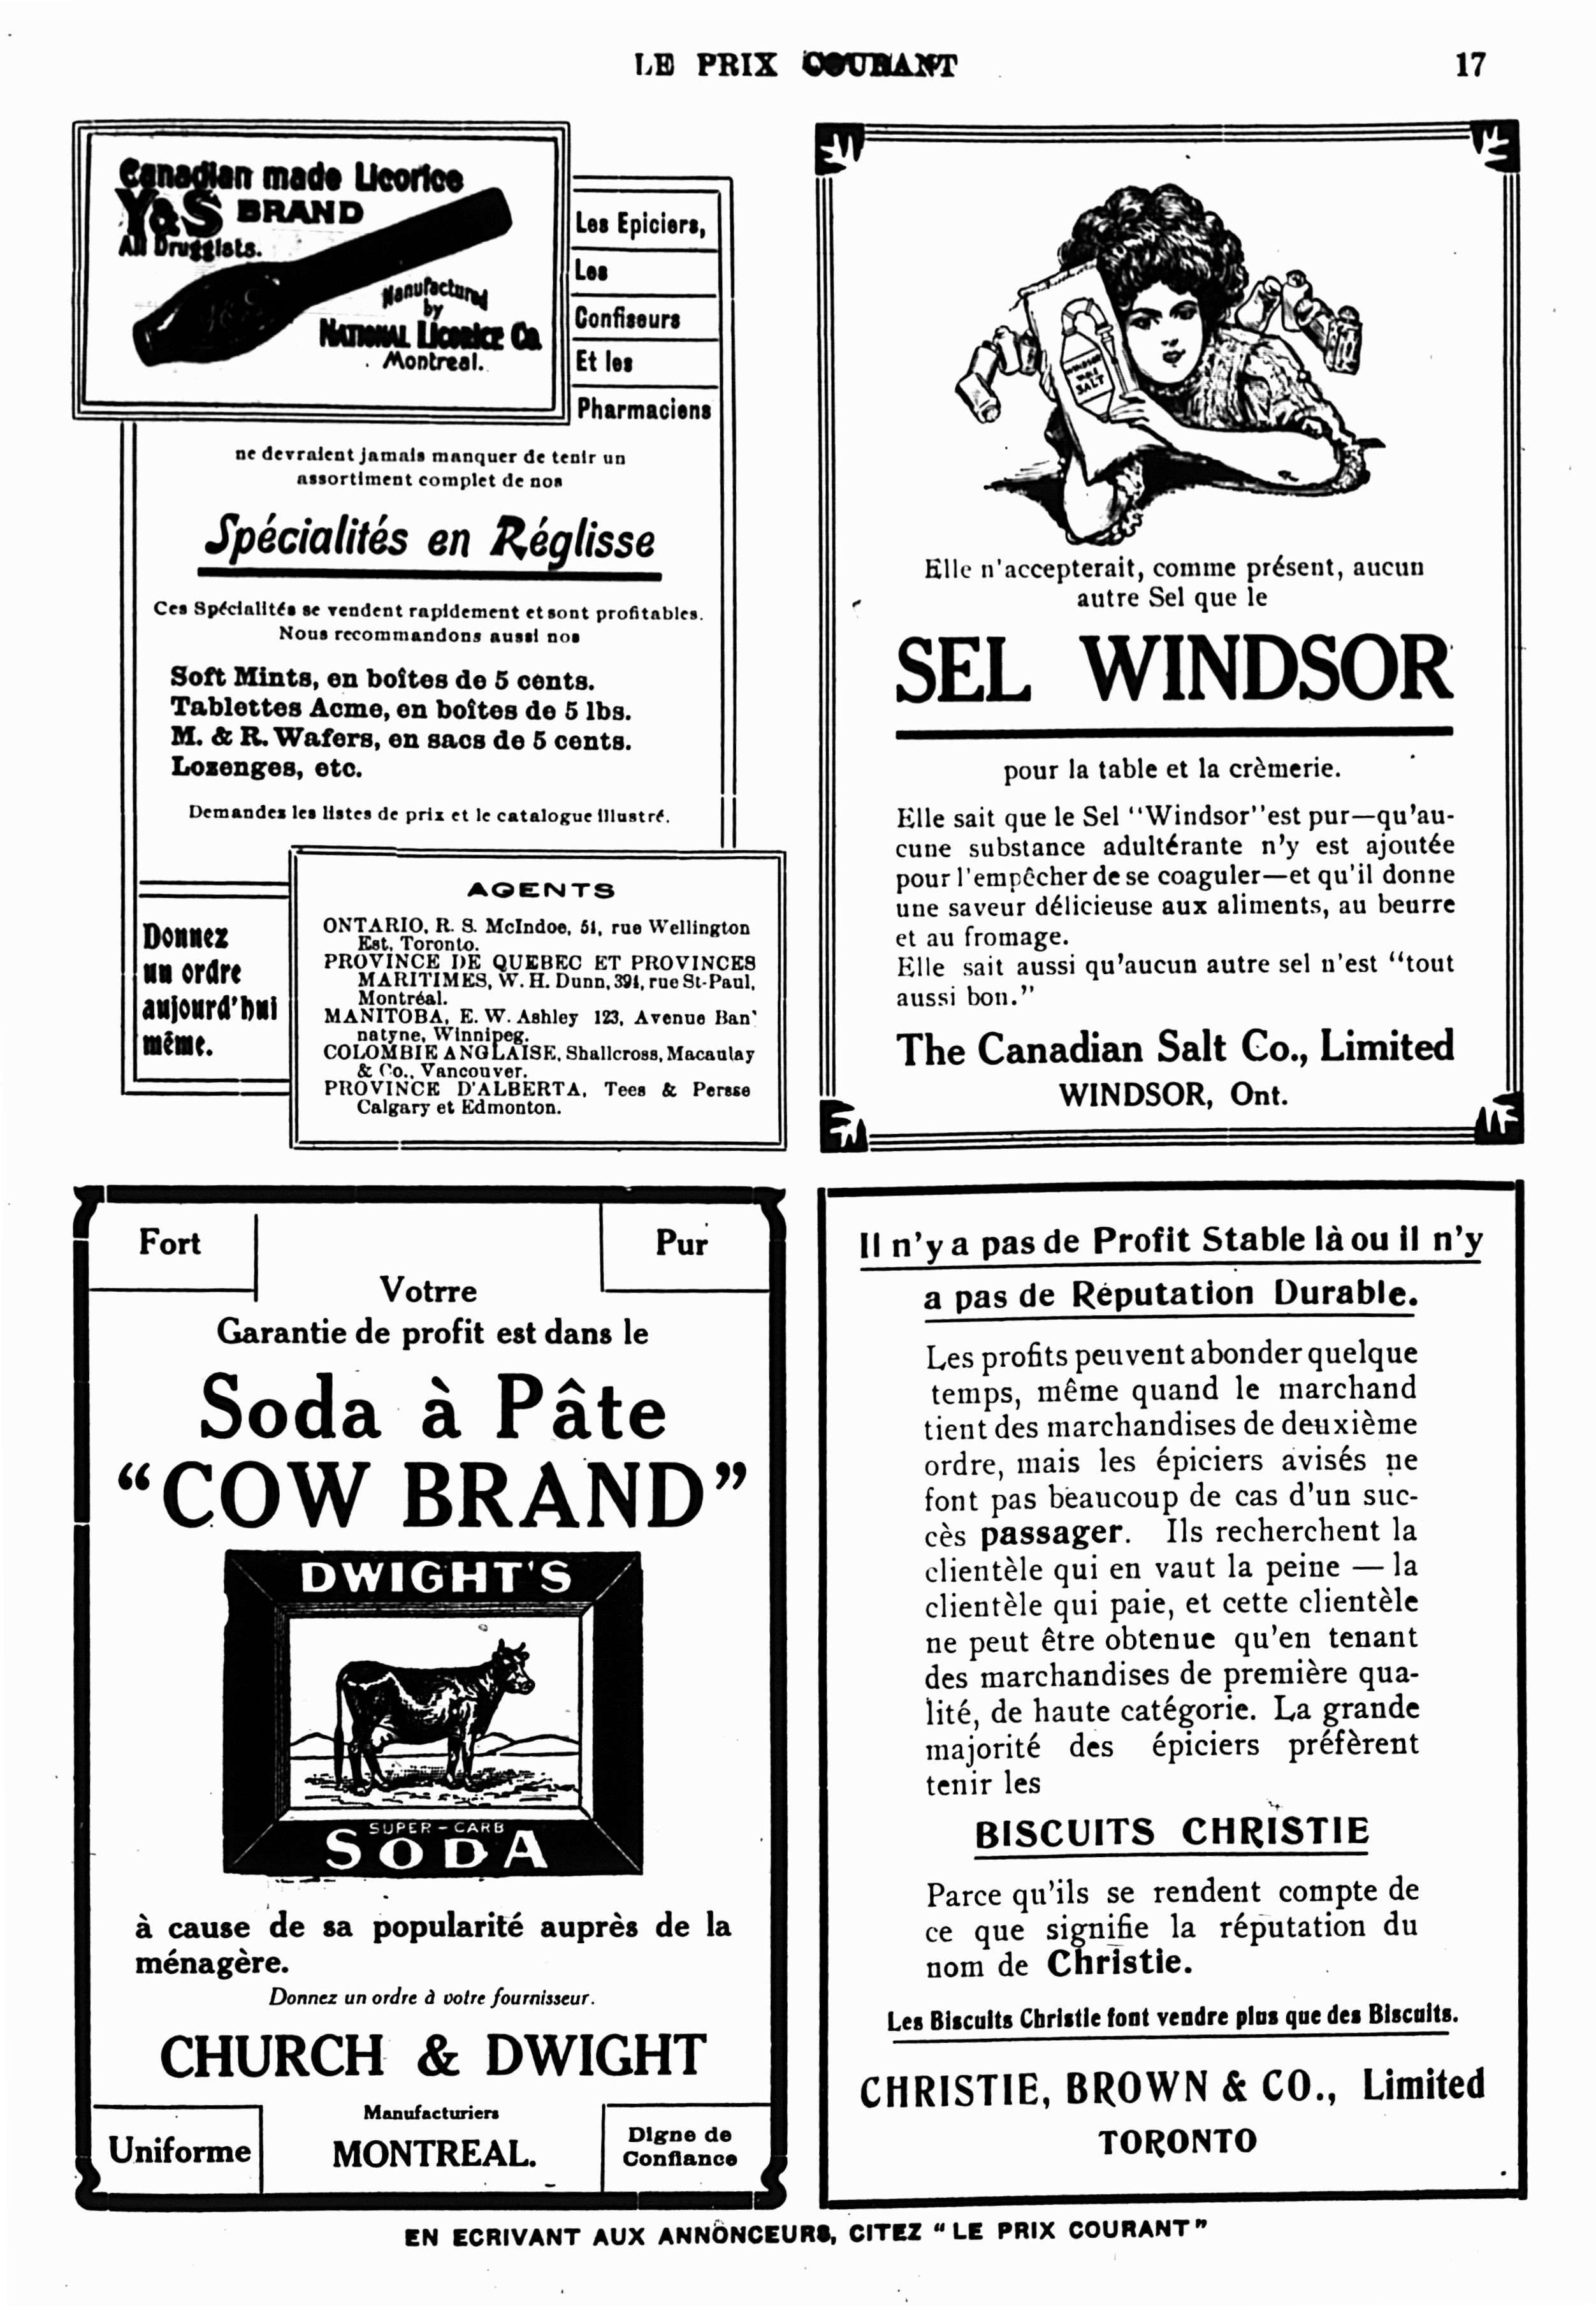 LE PRIX COURANT
17
Canadian made Licorice
Y&S BRAND
All Druggists.
Manufactured
by
NATIONAL LICORICE Co.
Montreal.
Les Epiciers,
Les
Confiseurs
Et les
Pharmaciens
ne devraient jamais manquer de tenir un
assortiment complet de nos
Spécialités en Réglisse
Ces Spécialités se vendent rapidement et sont profitables.
Nous recommandons aussi nos
Soft Mints, en boîtes de 5 cents.
Tablettes Acme, en boîtes de 5 lbs.
M. & R. Wafers, en sacs de 5 cents.
Lozenges, etc.
Demandez les listes de prix et le catalogue illustré.
Donnez
un ordre
aujourd'hui
même.
AGENTS
ONTARIO, R. S. McIndoe, 51, rue Wellington
Est, Toronto.
PROVINCE DE QUEBEC ET PROVINCES
MARITIMES, W. H. Dunn, 391, rue St-Paul,
Montréal.
MANITOBA, E. W. Ashley 123, Avenue Ban'
natyne, Winnipeg.
COLOMBIE ANGLAISE, Shallcross, Macaulay
& Co., Vancouver.
PROVINCE D'ALBERTA, Tees & Persse
Calgary et Edmonton.
WINDSOR
SALT
Elle n'accepterait, comme présent, aucun
autre Sel que le
SEL WINDSOR
pour la table et la crèmerie.
Elle sait que le Sel "Windsor" est pur—qu'au-
cune substance adultérante n'y est ajoutée
pour l'empêcher de se coaguler—et qu'il donne
une saveur délicieuse aux aliments, au beurre
et au fromage.
Elle sait aussi qu'aucun autre sel n'est "tout
aussi bon."
The Canadian Salt Co., Limited
WINDSOR, Ont.
Fort
Pur
Votrre
Garantie de profit est dans le
Soda à Pâte
"COW BRAND"
DWIGHT'S
SUPER-CARB
SODA
à cause de sa popularité auprès de la
ménagère.
Donnez un ordre à votre fournisseur.
CHURCH & DWIGHT
Manufacturiers
MONTREAL.
Uniforme
Digne de
Confiance
Il n'y a pas de Profit Stable là ou il n'y
a pas de Réputation Durable.
Les profits peuvent abonder quelque
temps, même quand le marchand
tient des marchandises de deuxième
ordre, mais les épiciers avisés ne
font pas beaucoup de cas d'un suc-
cès passager. Ils recherchent la
clientèle qui en vaut la peine — la
clientèle qui paie, et cette clientèle
ne peut être obtenue qu'en tenant
des marchandises de première qua-
lité, de haute catégorie. La grande
majorité des épiciers préfèrent
tenir les
BISCUITS CHRISTIE
Parce qu'ils se rendent compte de
ce que signifie la réputation du
nom de Christie.
Les Biscuits Christie font vendre plus que des Biscuits.
CHRISTIE, BROWN & CO., Limited
TORONTO
EN ECRIVANT AUX ANNONCEURS, CITEZ "LE PRIX COURANT"